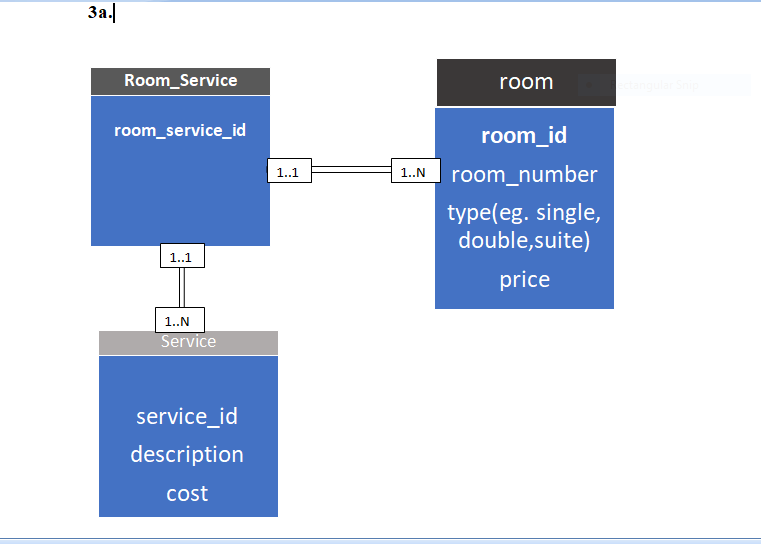 3a.
Room_Service
room_service_id
1..1
1..N
room
room_id
room_number
type(eg. single,
double,suite)
price
1..1
1..N
Service
service_id
description
cost